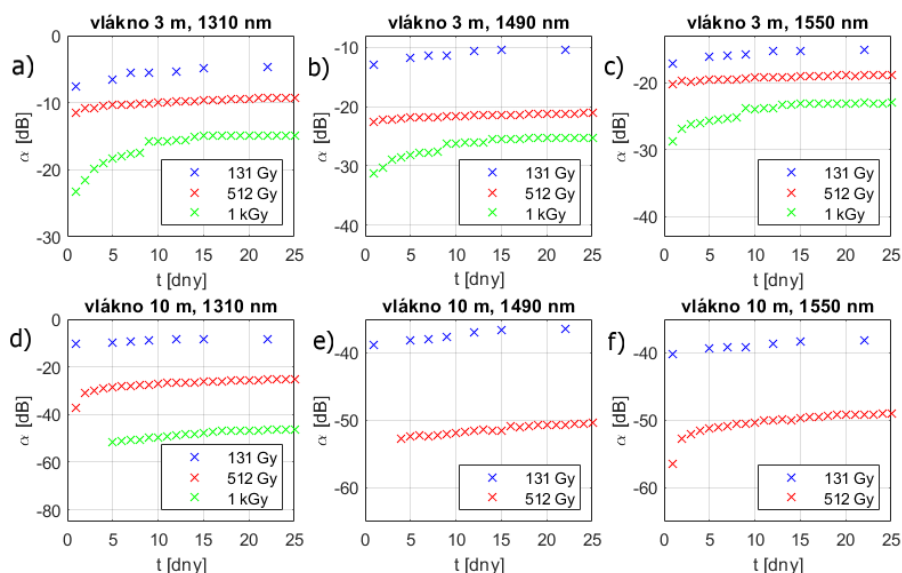 vlákno 3 m, 1310 nm
a)
0
-10
-20
-30
α [dB]
131 Gy
512 Gy
1 kGy
0 5 10 15 20 25
t [dny]
vlákno 3 m, 1490 nm
b)
-10
-20
-30
-40
α [dB]
131 Gy
512 Gy
1 kGy
0 5 10 15 20 25
t [dny]
vlákno 3 m, 1550 nm
c)
-20
-30
-40
α [dB]
131 Gy
512 Gy
1 kGy
0 5 10 15 20 25
t [dny]
vlákno 10 m, 1310 nm
d)
0
-20
-40
-60
-80
α [dB]
131 Gy
512 Gy
1 kGy
0 5 10 15 20 25
t [dny]
vlákno 10 m, 1490 nm
e)
-40
-50
-60
α [dB]
131 Gy
512 Gy
0 5 10 15 20 25
t [dny]
vlákno 10 m, 1550 nm
f)
-40
-50
-60
α [dB]
131 Gy
512 Gy
0 5 10 15 20 25
t [dny]